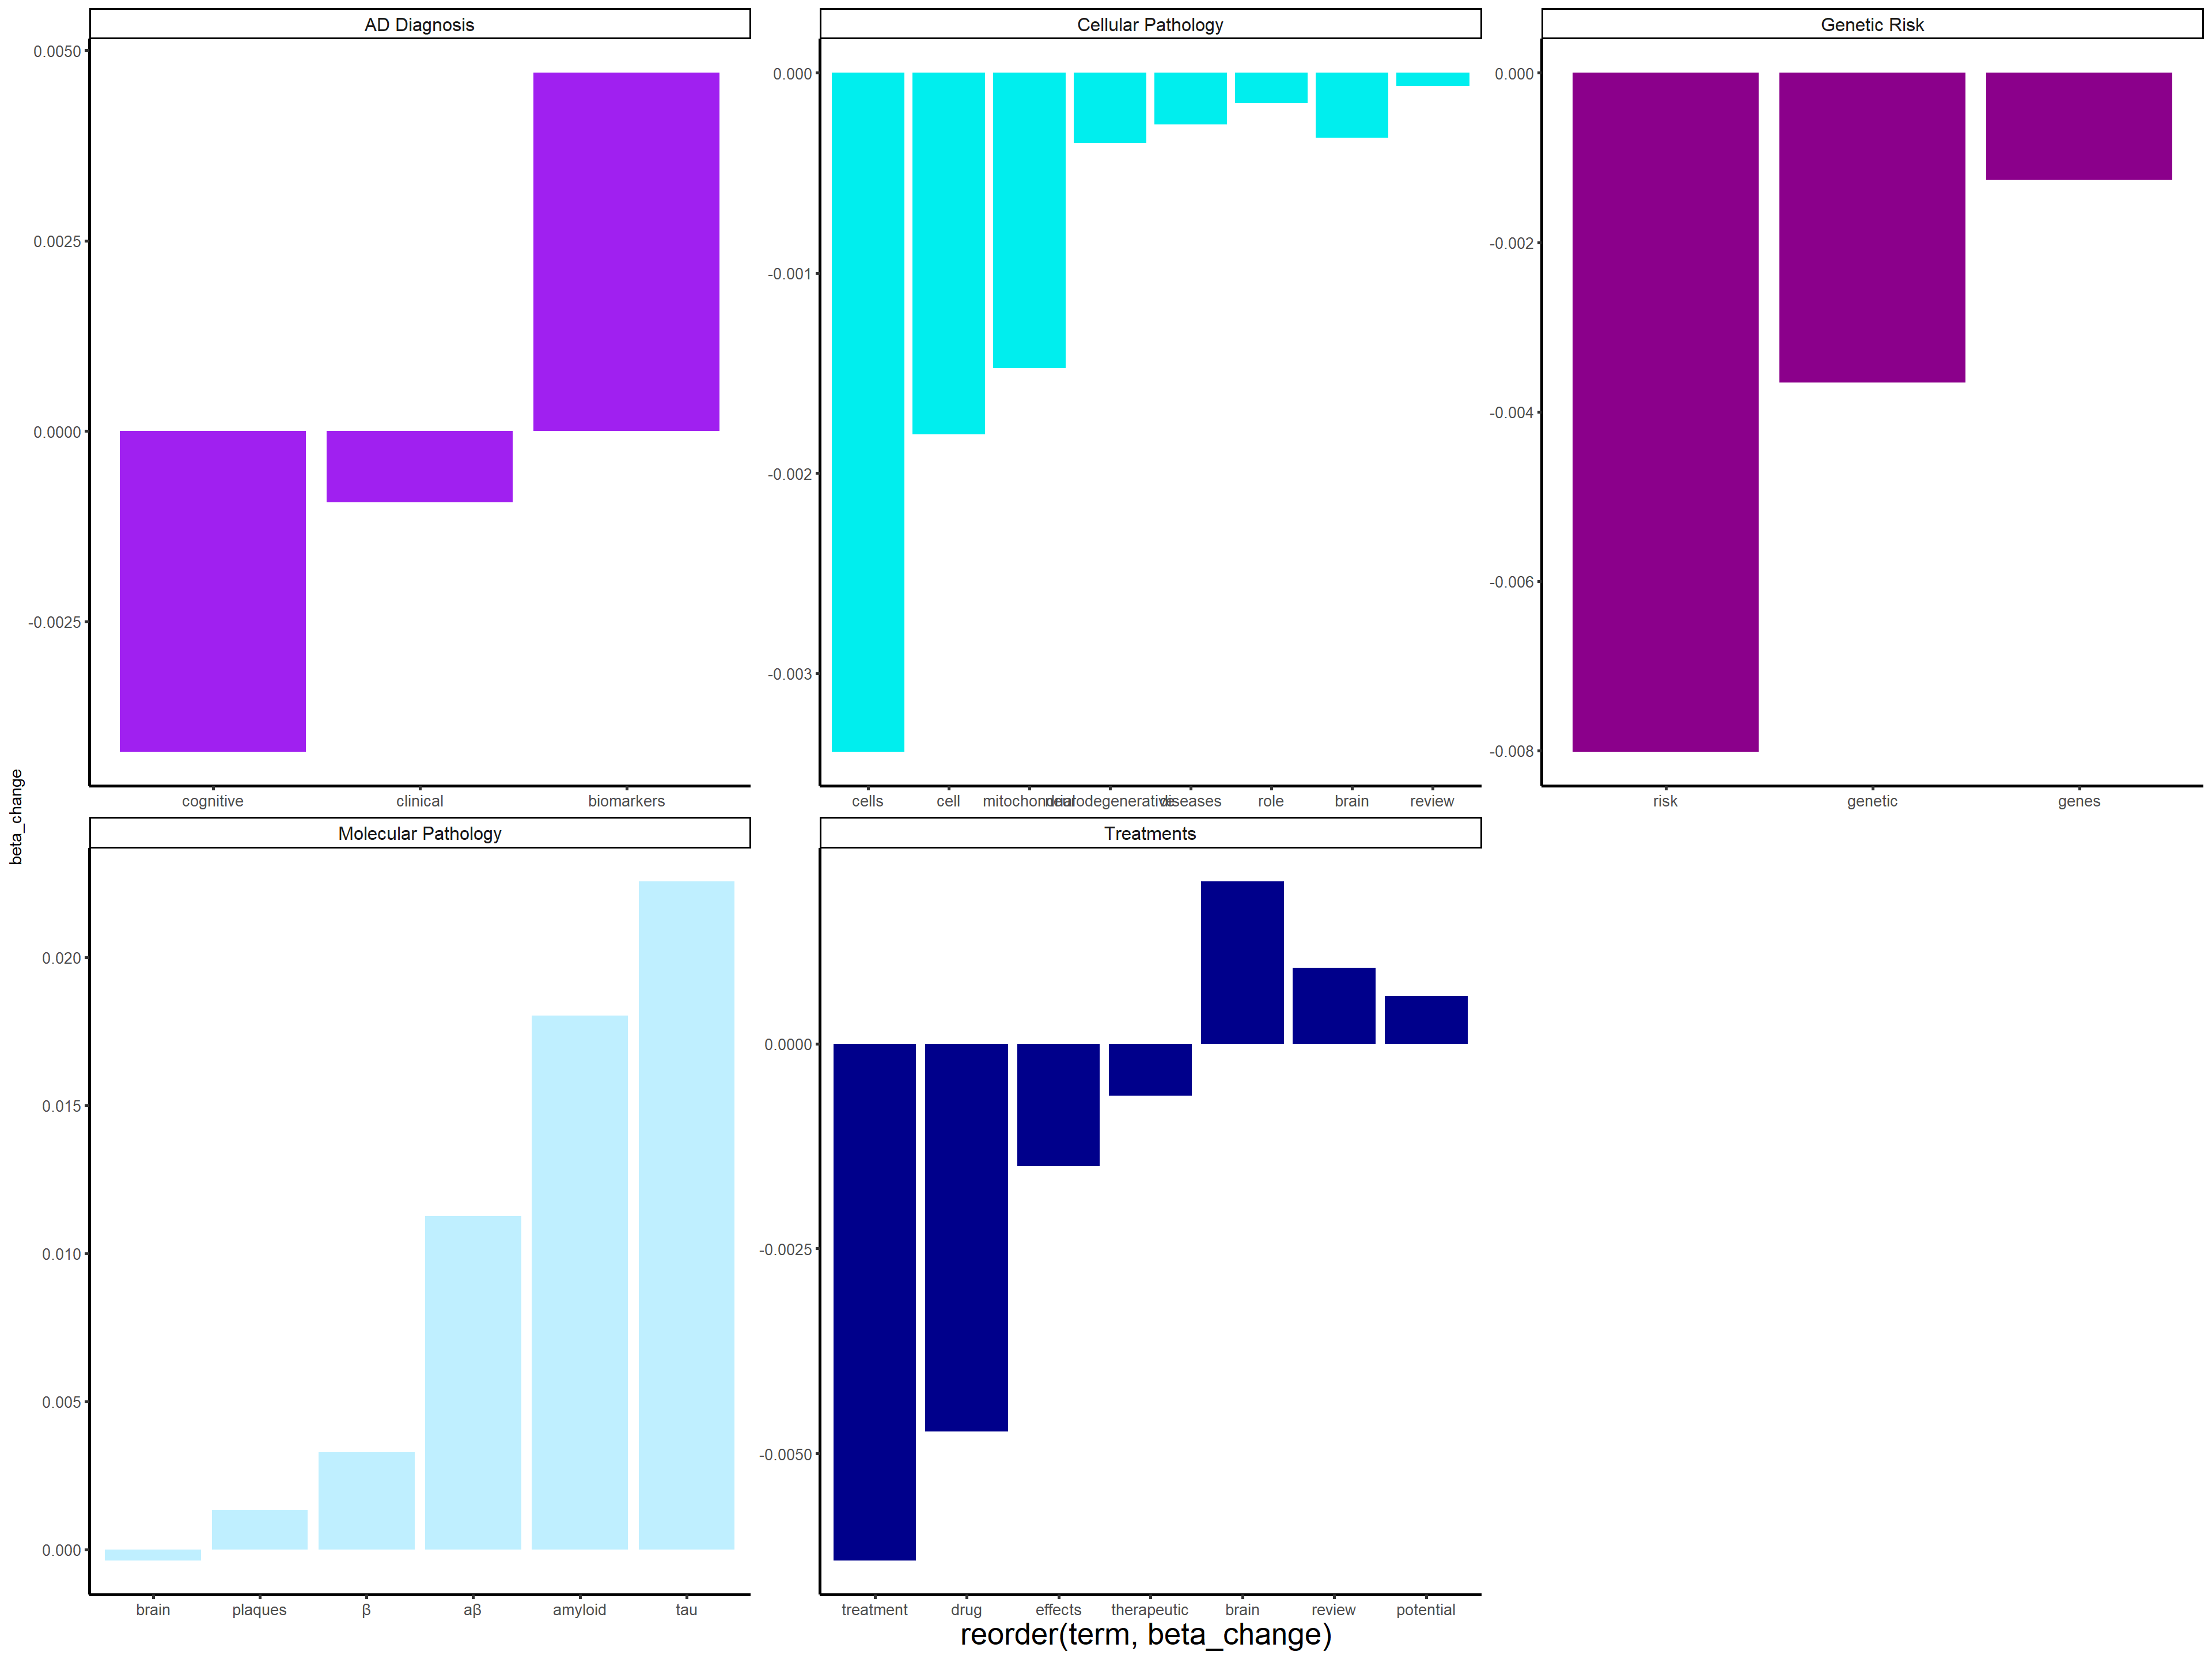 AD Diagnosis
Cellular Pathology
Genetic Risk
0.0050
0.0025
0.0000
-0.0025
cognitive clinical biomarkers
0.000
-0.001
-0.002
-0.003
cells cell mitochondrial neurodegenerative diseases role brain review
0.000
-0.002
-0.004
-0.006
-0.008
risk genetic genes
beta_change
Molecular Pathology
Treatments
0.020
0.015
0.010
0.005
0.000
brain plaques β aβ amyloid tau
0.0000
-0.0025
-0.0050
treatment drug effects therapeutic brain review potential
reorder(term, beta_change)